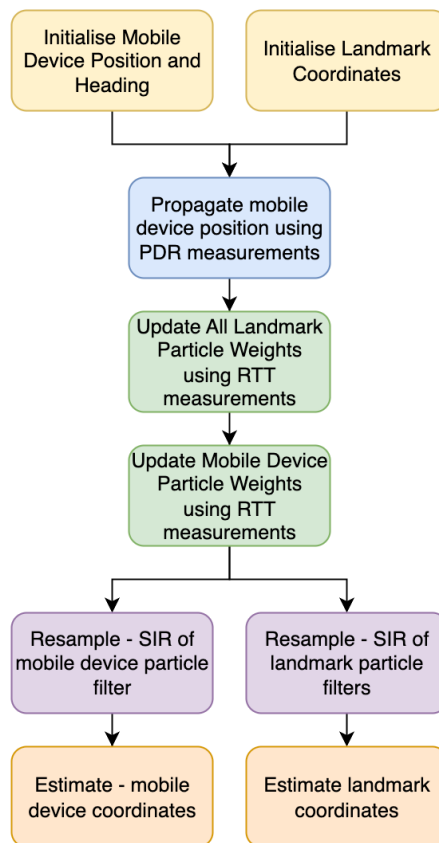 Initialise Mobile
Device Position and
Heading
Initialise Landmark
Coordinates
Propagate mobile
device position using
PDR measurements
Update All Landmark
Particle Weights
using RTT
measurements
Update Mobile Device
Particle Weights
using RTT
measurements
Resample - SIR of
mobile device particle
filter
Resample - SIR of
landmark particle
filters
Estimate - mobile
device coordinates
Estimate landmark
coordinates